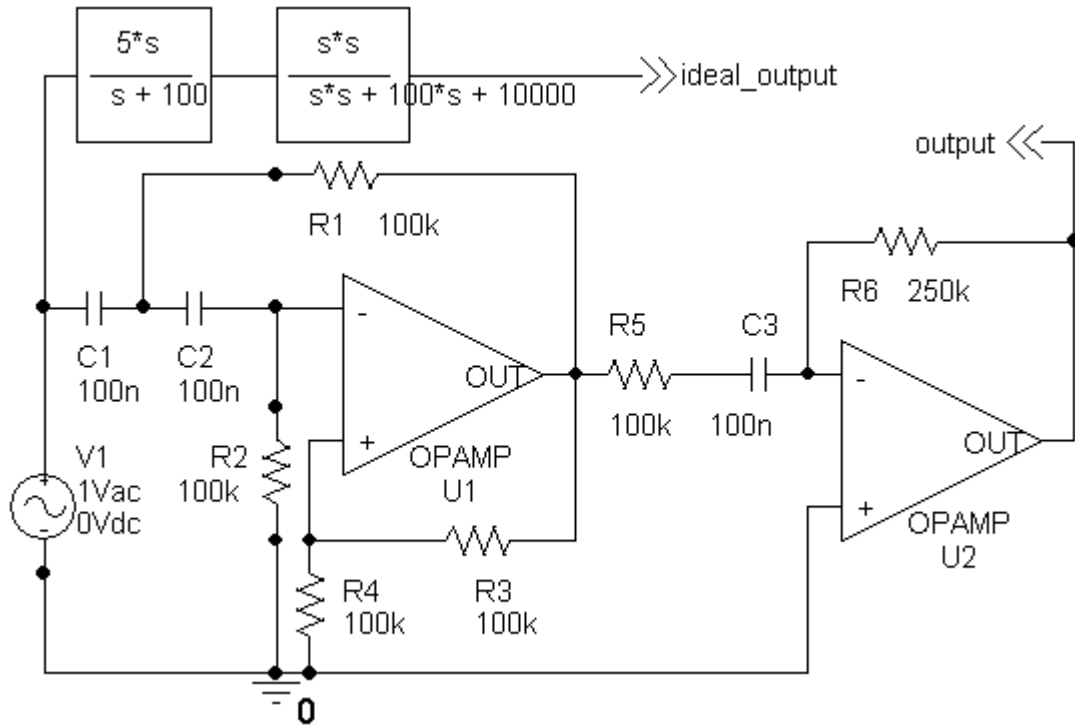 5*s
s + 100
s*s
s*s + 100*s + 10000
ideal_output
output
R1 100k
R6 250k
C1
100n
C2
100n
-
+
OUT
OPAMP
U1
R5
100k
C3
100n
-
+
OUT
OPAMP
U2
V1
1Vac
0Vdc
+
-
R2
100k
R4
100k
R3
100k
0